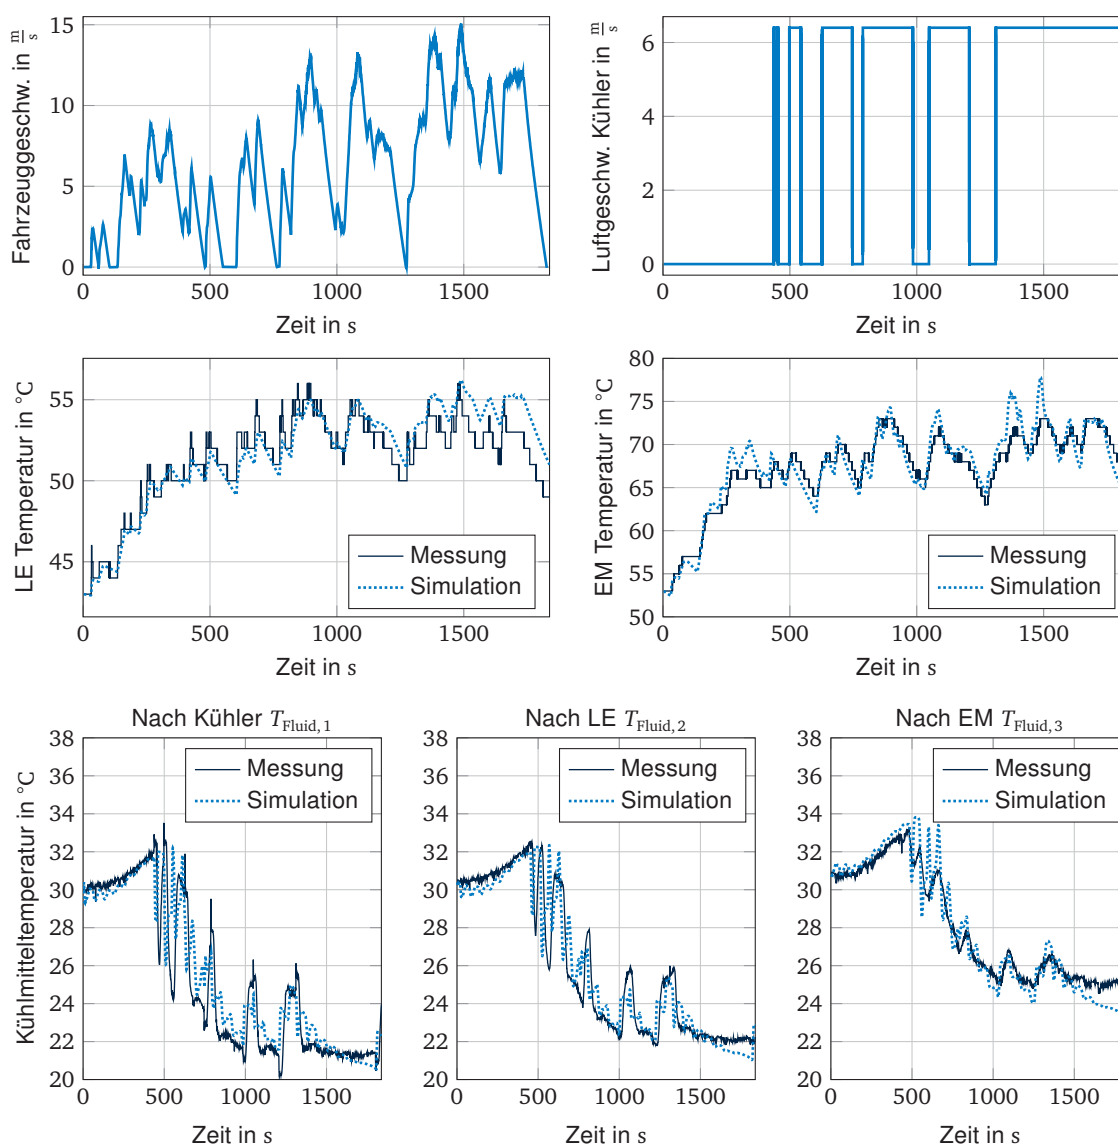 Fahrzeuggeschw. in m/s
15
10
5
0
0 500 1000 1500
Zeit in s
Luftgeschw. Kühler in m/s
6
4
2
0
0 500 1000 1500
Zeit in s
LE Temperatur in °C
55
50
45
0 500 1000 1500
Messung
Simulation
Zeit in s
EM Temperatur in °C
80
75
70
65
60
55
50
0 500 1000 1500
Messung
Simulation
Zeit in s
Kühlmitteltemperatur in °C
Nach Kühler T_Fluid, 1
38
36
34
32
30
28
26
24
22
20
0 500 1000 1500
Messung
Simulation
Zeit in s
Nach LE T_Fluid, 2
38
36
34
32
30
28
26
24
22
20
0 500 1000 1500
Messung
Simulation
Zeit in s
Nach EM T_Fluid, 3
38
36
34
32
30
28
26
24
22
20
0 500 1000 1500
Messung
Simulation
Zeit in s